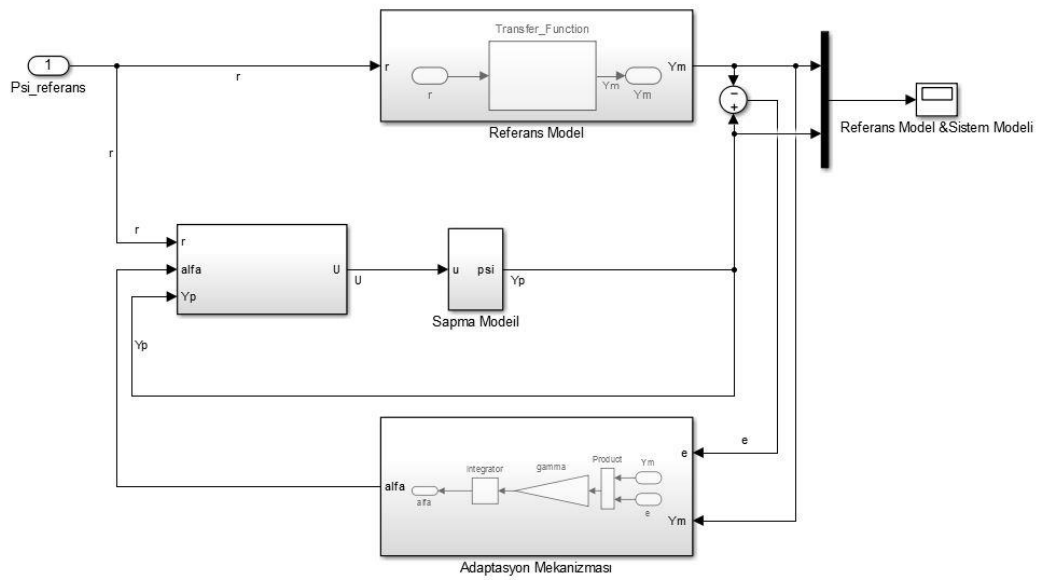 Transfer_Function
1
Psi_referans
r
r
r
Ym
Ym
Ym
Referans Model
−
+
Referans Model &Sistem Modeli
r
r
r
alfa
Yp
U
U
u
psi
Yp
Sapma Modeil
Yp
e
e
Product
Ym
gamma
integrator
alfa
alfa
e
Ym
Adaptasyon Mekanizması